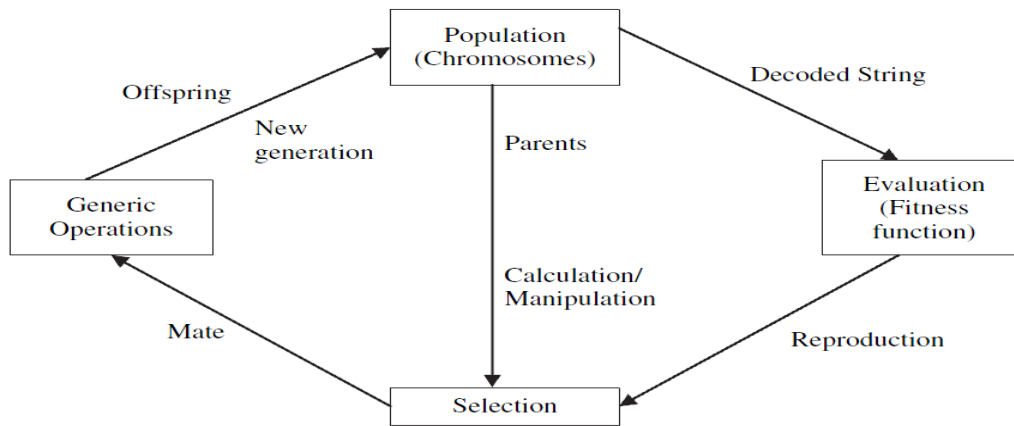 Population
(Chromosomes)
Decoded String
Offspring
New
generation
Parents
Evaluation
(Fitness
function)
Generic
Operations
Calculation/
Manipulation
Mate
Reproduction
Selection